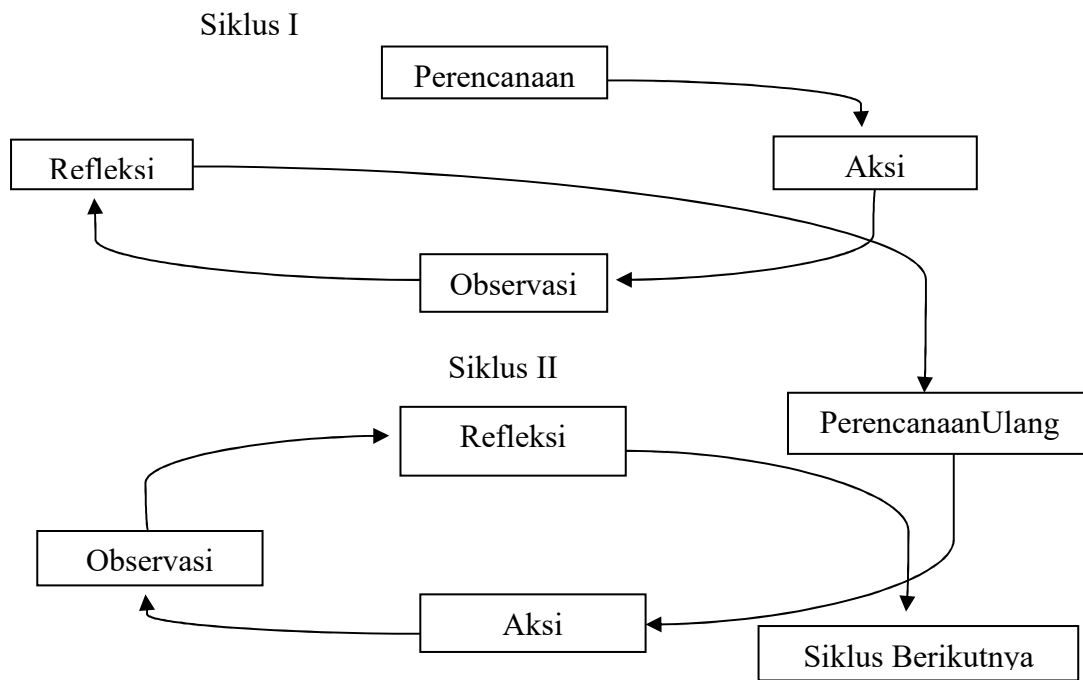 Siklus I
Perencanaan
Aksi
Refleksi
Observasi
Siklus II
PerencanaanUlang
Refleksi
Observasi
Aksi
Siklus Berikutnya